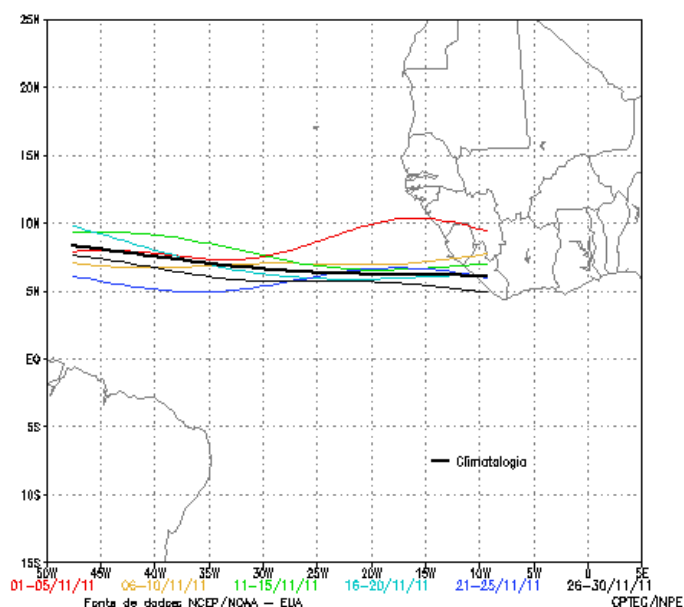 25N
20N
15N
10N
5N
EQ
5S
Climatologia
10S
15S
50W 45W 40W 35W 30W 25W 20W 15W 10W 5W 0 5E
01-05/11/11 06-10/11/11 11-15/11/11 16-20/11/11 21-25/11/11 26-30/11/11
Fonte de dados: NCEP/NOAA - EUA CPTEC/INPE